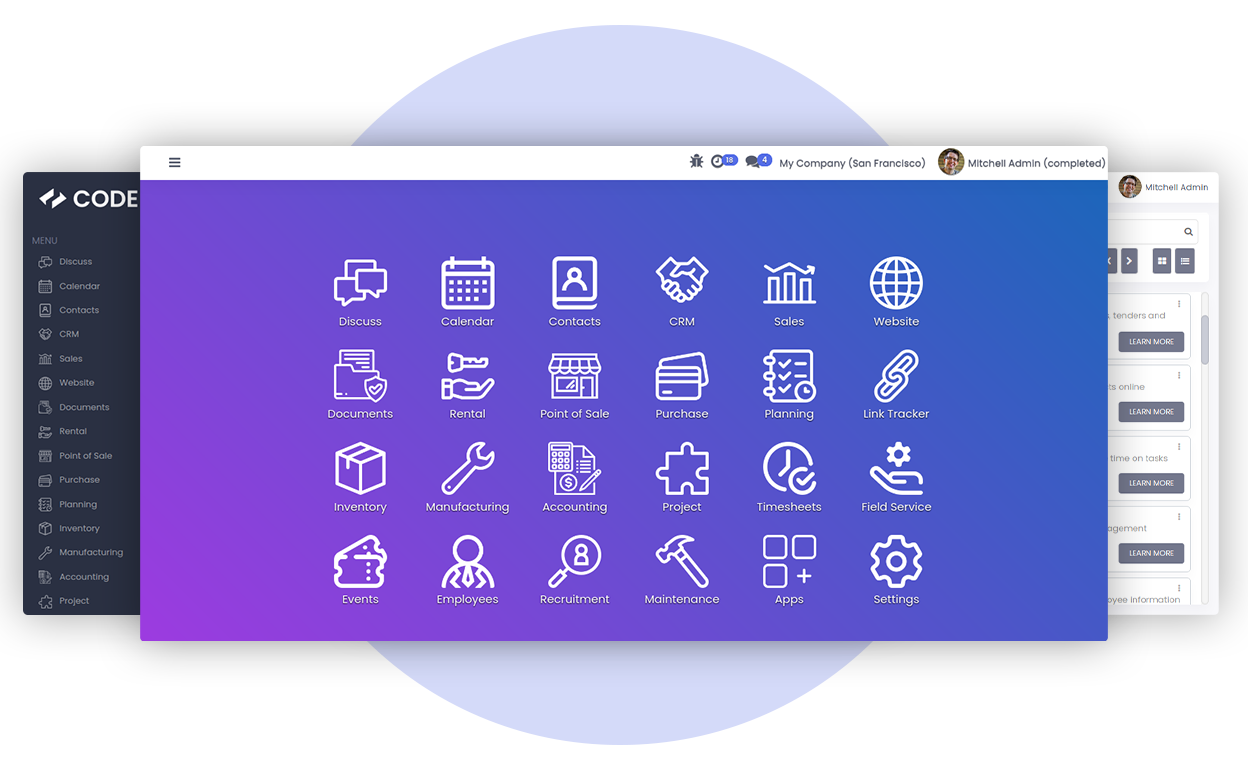 18
4
My Company (San Francisco)
Mitchell Admin (completed)
CODE
MENU
Discuss
Calendar
Contacts
CRM
Sales
Website
Documents
Rental
Point of Sale
Purchase
Planning
Inventory
Manufacturing
Accounting
Project
Discuss Calendar Contacts CRM Sales Website
Documents Rental Point of Sale Purchase Planning Link Tracker
Inventory Manufacturing Accounting Project Timesheets Field Service
Events Employees Recruitment Maintenance Apps Settings
Mitchell Admin
tenders and
LEARN MORE
online
LEARN MORE
time on tasks
LEARN MORE
LEARN MORE
information